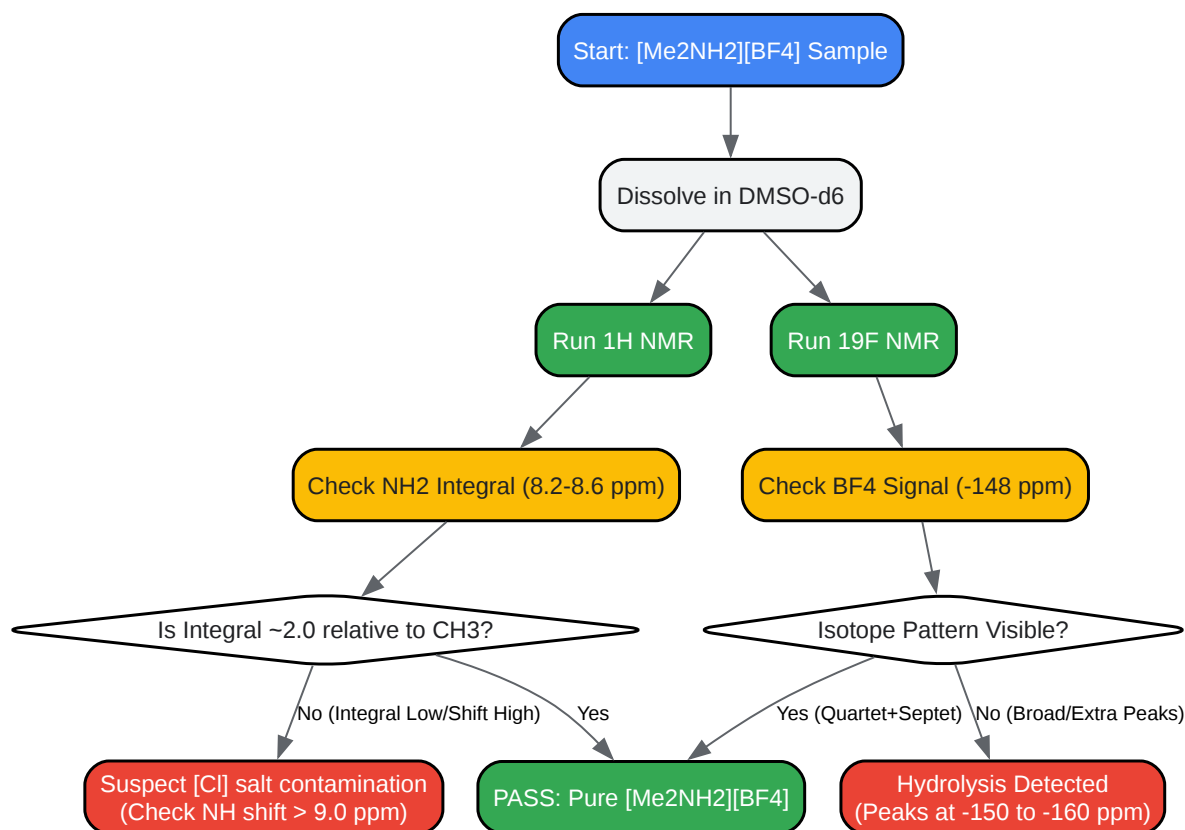 Start: [Me2NH2][BF4] Sample
Dissolve in DMSO-d6
Run 1H NMR
Run 19F NMR
Check NH2 Integral (8.2-8.6 ppm)
Check BF4 Signal (-148 ppm)
Is Integral ~2.0 relative to CH3?
Isotope Pattern Visible?
No (Integral Low/Shift High)
Yes
Yes (Quartet+Septet)
No (Broad/Extra Peaks)
Suspect [Cl] salt contamination
(Check NH shift > 9.0 ppm)
PASS: Pure [Me2NH2][BF4]
Hydrolysis Detected
(Peaks at -150 to -160 ppm)